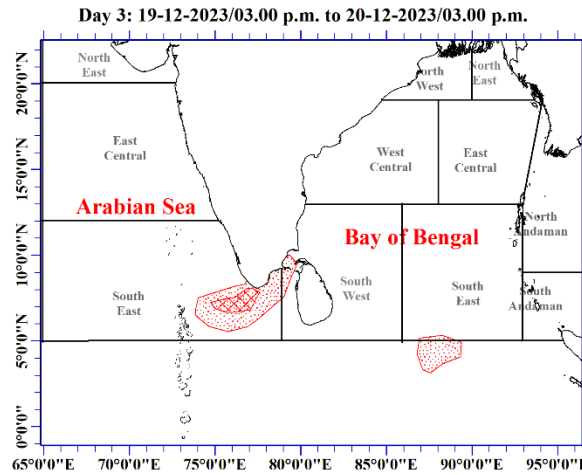 Day 3: 19-12-2023/03.00 p.m. to 20-12-2023/03.00 p.m.
North
East
North
West
North
East
20°0'0"N
East
Central
West
Central
East
Central
15°0'0"N
Arabian Sea
Bay of Bengal
North
Andaman
10°0'0"N
South
East
South
West
South
East
South
Andaman
5°0'0"N
0°0'0"
65°0'0"E 70°0'0"E 75°0'0"E 80°0'0"E 85°0'0"E 90°0'0"E 95°0'0"E